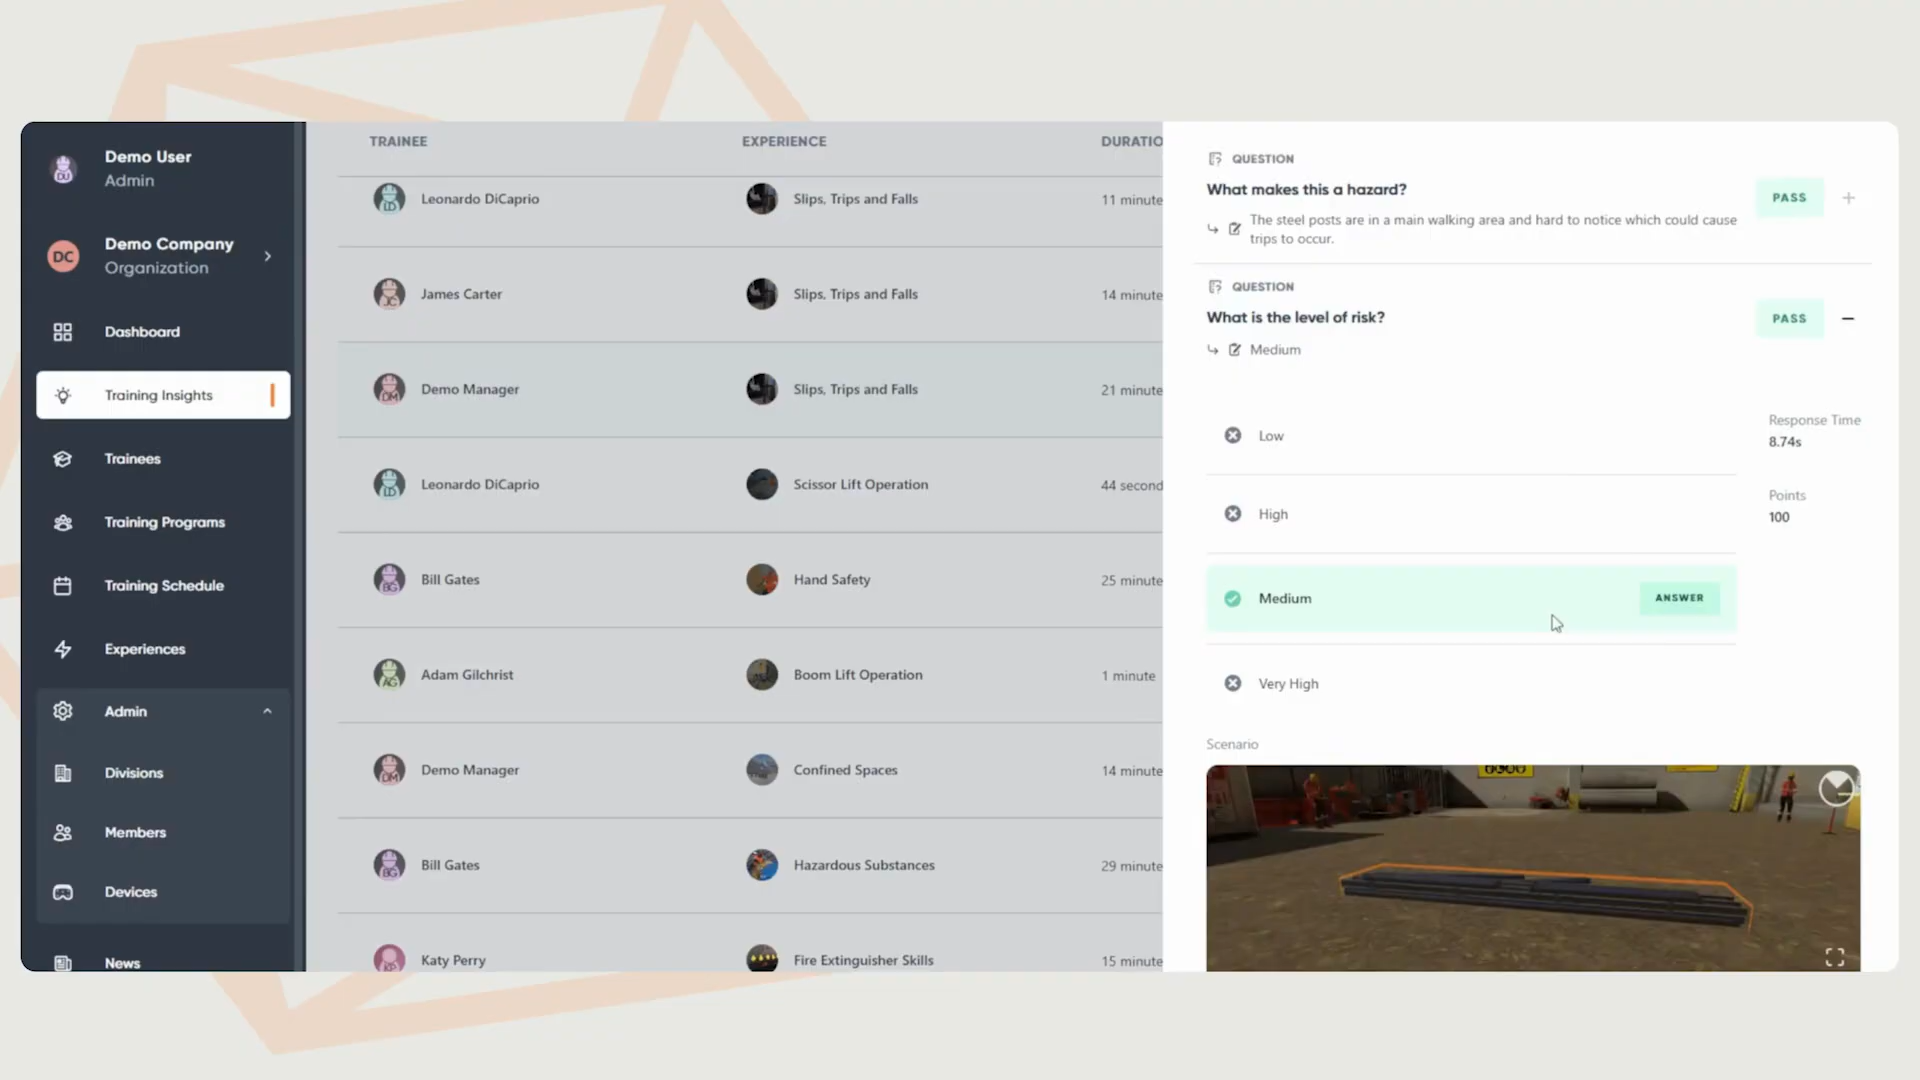 Demo User
Admin
DC
Demo Company
Organization
Dashboard
Training Insights
Trainees
Training Programs
Training Schedule
Experiences
Admin
Divisions
Members
Devices
News
TRAINEE
EXPERIENCE
DURATIO
Leonardo DiCaprio
Slips, Trips and Falls
11 minute
James Carter
Slips, Trips and Falls
14 minute
Demo Manager
Slips, Trips and Falls
21 minute
Leonardo DiCaprio
Scissor Lift Operation
44 second
Bill Gates
Hand Safety
25 minute
Adam Gilchrist
Boom Lift Operation
1 minute
Demo Manager
Confined Spaces
14 minute
Bill Gates
Hazardous Substances
29 minute
Katy Perry
Fire Extinguisher Skills
15 minute
QUESTION
What makes this a hazard?
The steel posts are in a main walking area and hard to notice which could cause
trips to occur.
PASS
QUESTION
What is the level of risk?
Medium
PASS
Low
High
Medium
ANSWER
Very High
Response Time
8.74s
Points
100
Scenario